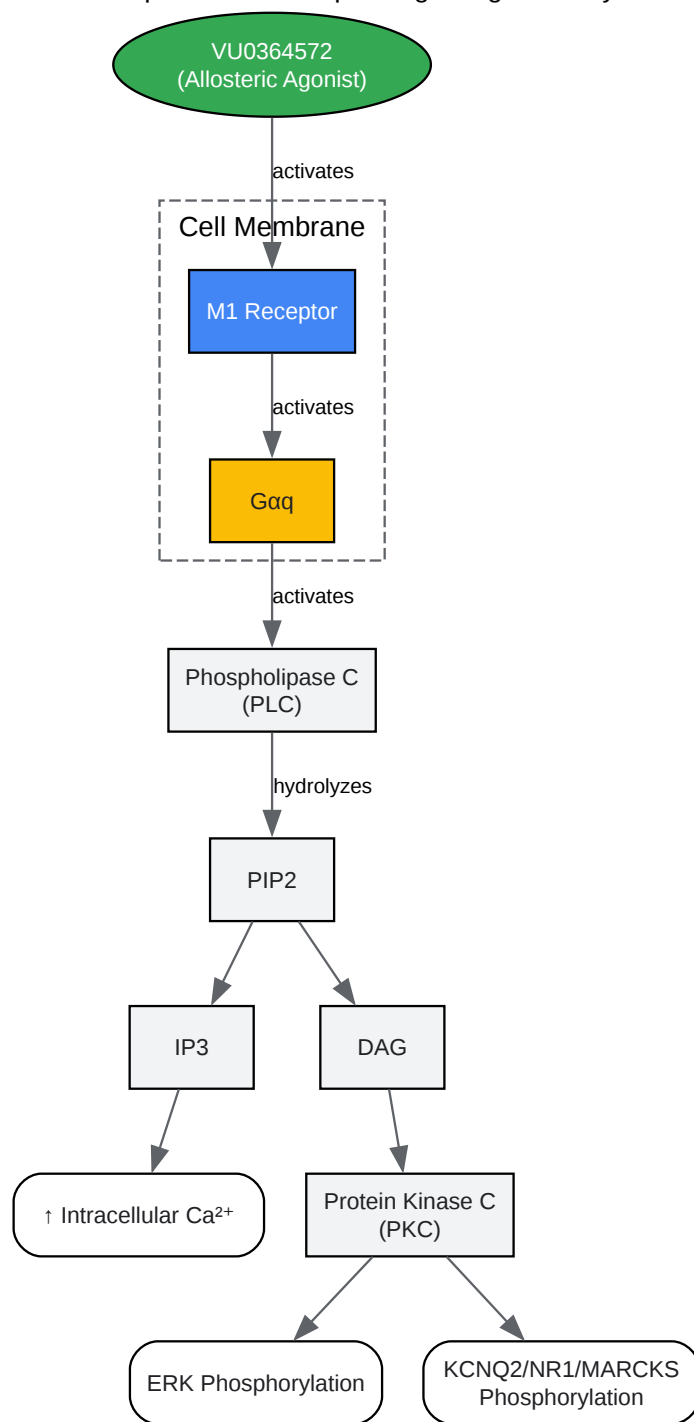 VU0364572
(Allosteric Agonist)
activates
Cell Membrane
M1 Receptor
activates
Gαq
activates
Phospholipase C
(PLC)
hydrolyzes
PIP2
IP3
DAG
↑ Intracellular Ca²⁺
Protein Kinase C
(PKC)
ERK Phosphorylation
KCNQ2/NR1/MARCKS
Phosphorylation